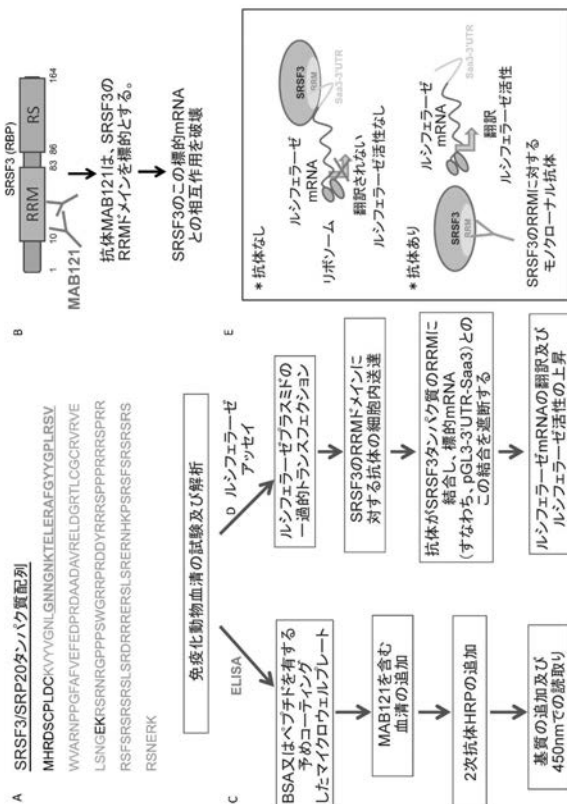 A
SRSF3/SRP20タンパク質配列
MHRDSCPLDCKVYVGNLGNNGNKTELERAFGYYGPLRSV
WVARNPPGFAFVEFEDPRDAADAVRELDGRTLCGCRVRVE
LSNGEKRSRNRGPPPSWGRRPRDDYRRRSPPPRRRSPRR
RSFSRSRSRSLSRDRRRERSLSRERNHKPSRSFSRSRSRS
RSNERK
B
SRSF3 (RBP)
RRM
RS
1
10
83
86
164
MAB121
抗体MAB121は、SRSF3の
RRMドメインを標的とする。
SRSF3のこの標的mRNA
との相互作用を破壊
免疫化動物血清の試験及び解析
C
ELISA
BSA又はペプチドを有する
予めコーティング
したマイクロウェルプレート
MAB121を含む
血清の追加
2次抗体HRPの追加
基質の追加及び
450nmでの読取り
D ルシフェラーゼ
アッセイ
ルシフェラーゼプラスミドの
一過的トランスフェクション
SRSF3のRRMドメインに
対する抗体の細胞内送達
抗体がSRSF3タンパク質のRRMに
結合し、標的mRNA
(すなわち、pGL3-3'UTR-Saa3)との
この結合を遮断する
ルシフェラーゼmRNAの翻訳及び
ルシフェラーゼ活性の上昇
E
*抗体なし
ルシフェラーゼ
mRNA
SRSF3
RRM
Saa3-3'UTR
リボソーム
翻訳されない
ルシフェラーゼ活性なし
*抗体あり
SRSF3
RRM
ルシフェラーゼ
mRNA
Saa3-3'UTR
翻訳
ルシフェラーゼ活性
SRSF3のRRMに対する
モノクローナル抗体